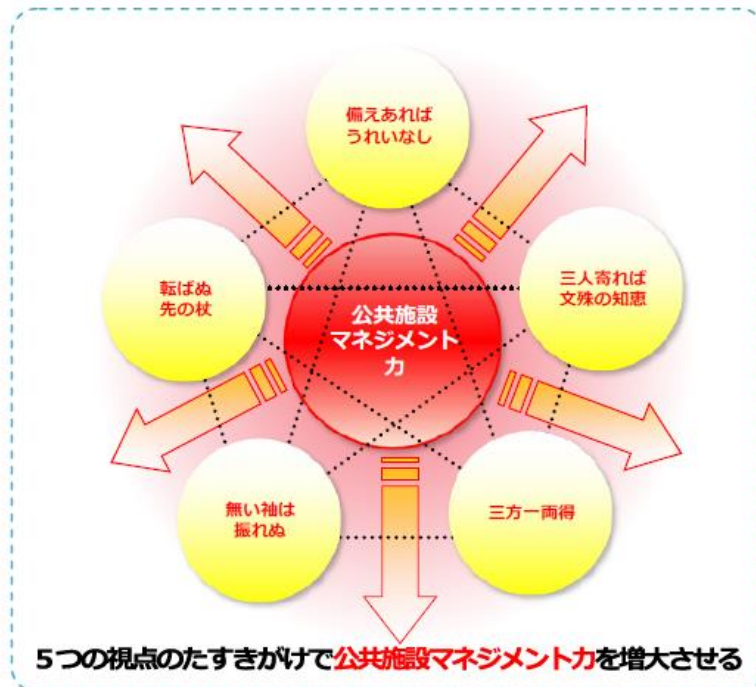 備えあれば
うれいなし
転ばぬ
先の杖
三人寄れば
文殊の知恵
公共施設
マネジメント
力
無い袖は
振れぬ
三方一両得
５つの視点のたすきがけで公共施設マネジメント力を増大させる